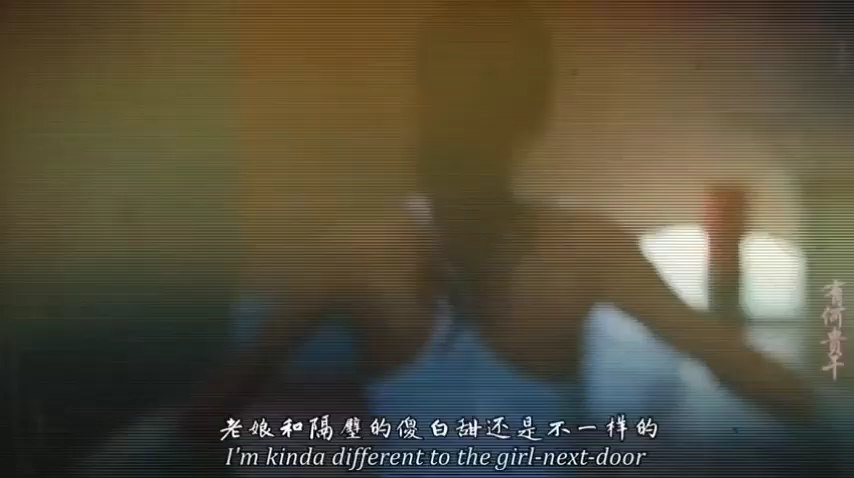 老娘和隔壁的傻白甜还是不一样的
I'm kinda different to the girl-next-door
有何贵干